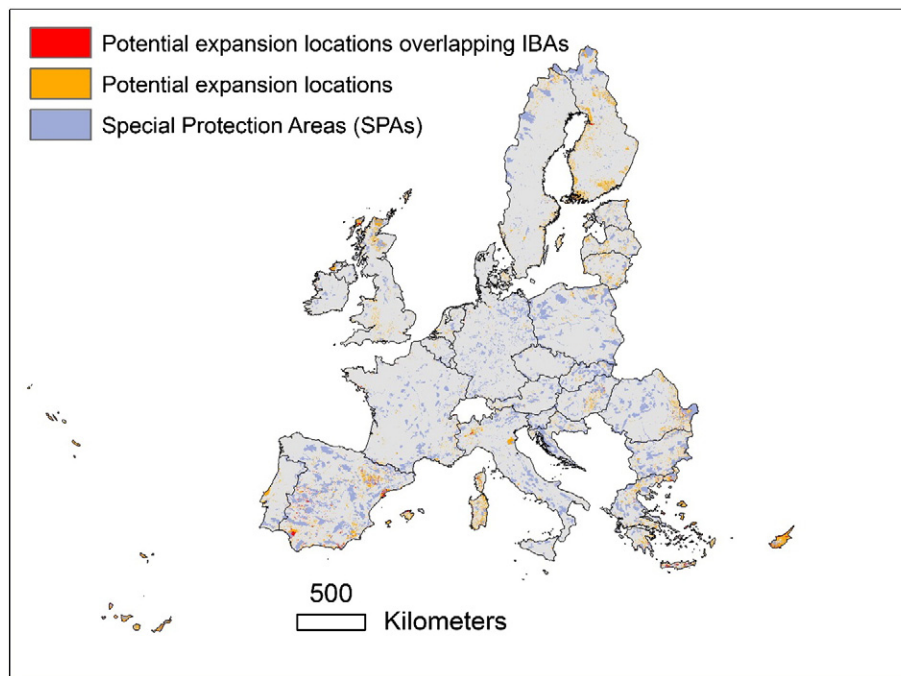 Potential expansion locations overlapping IBAs
Potential expansion locations
Special Protection Areas (SPAs)
500
Kilometers